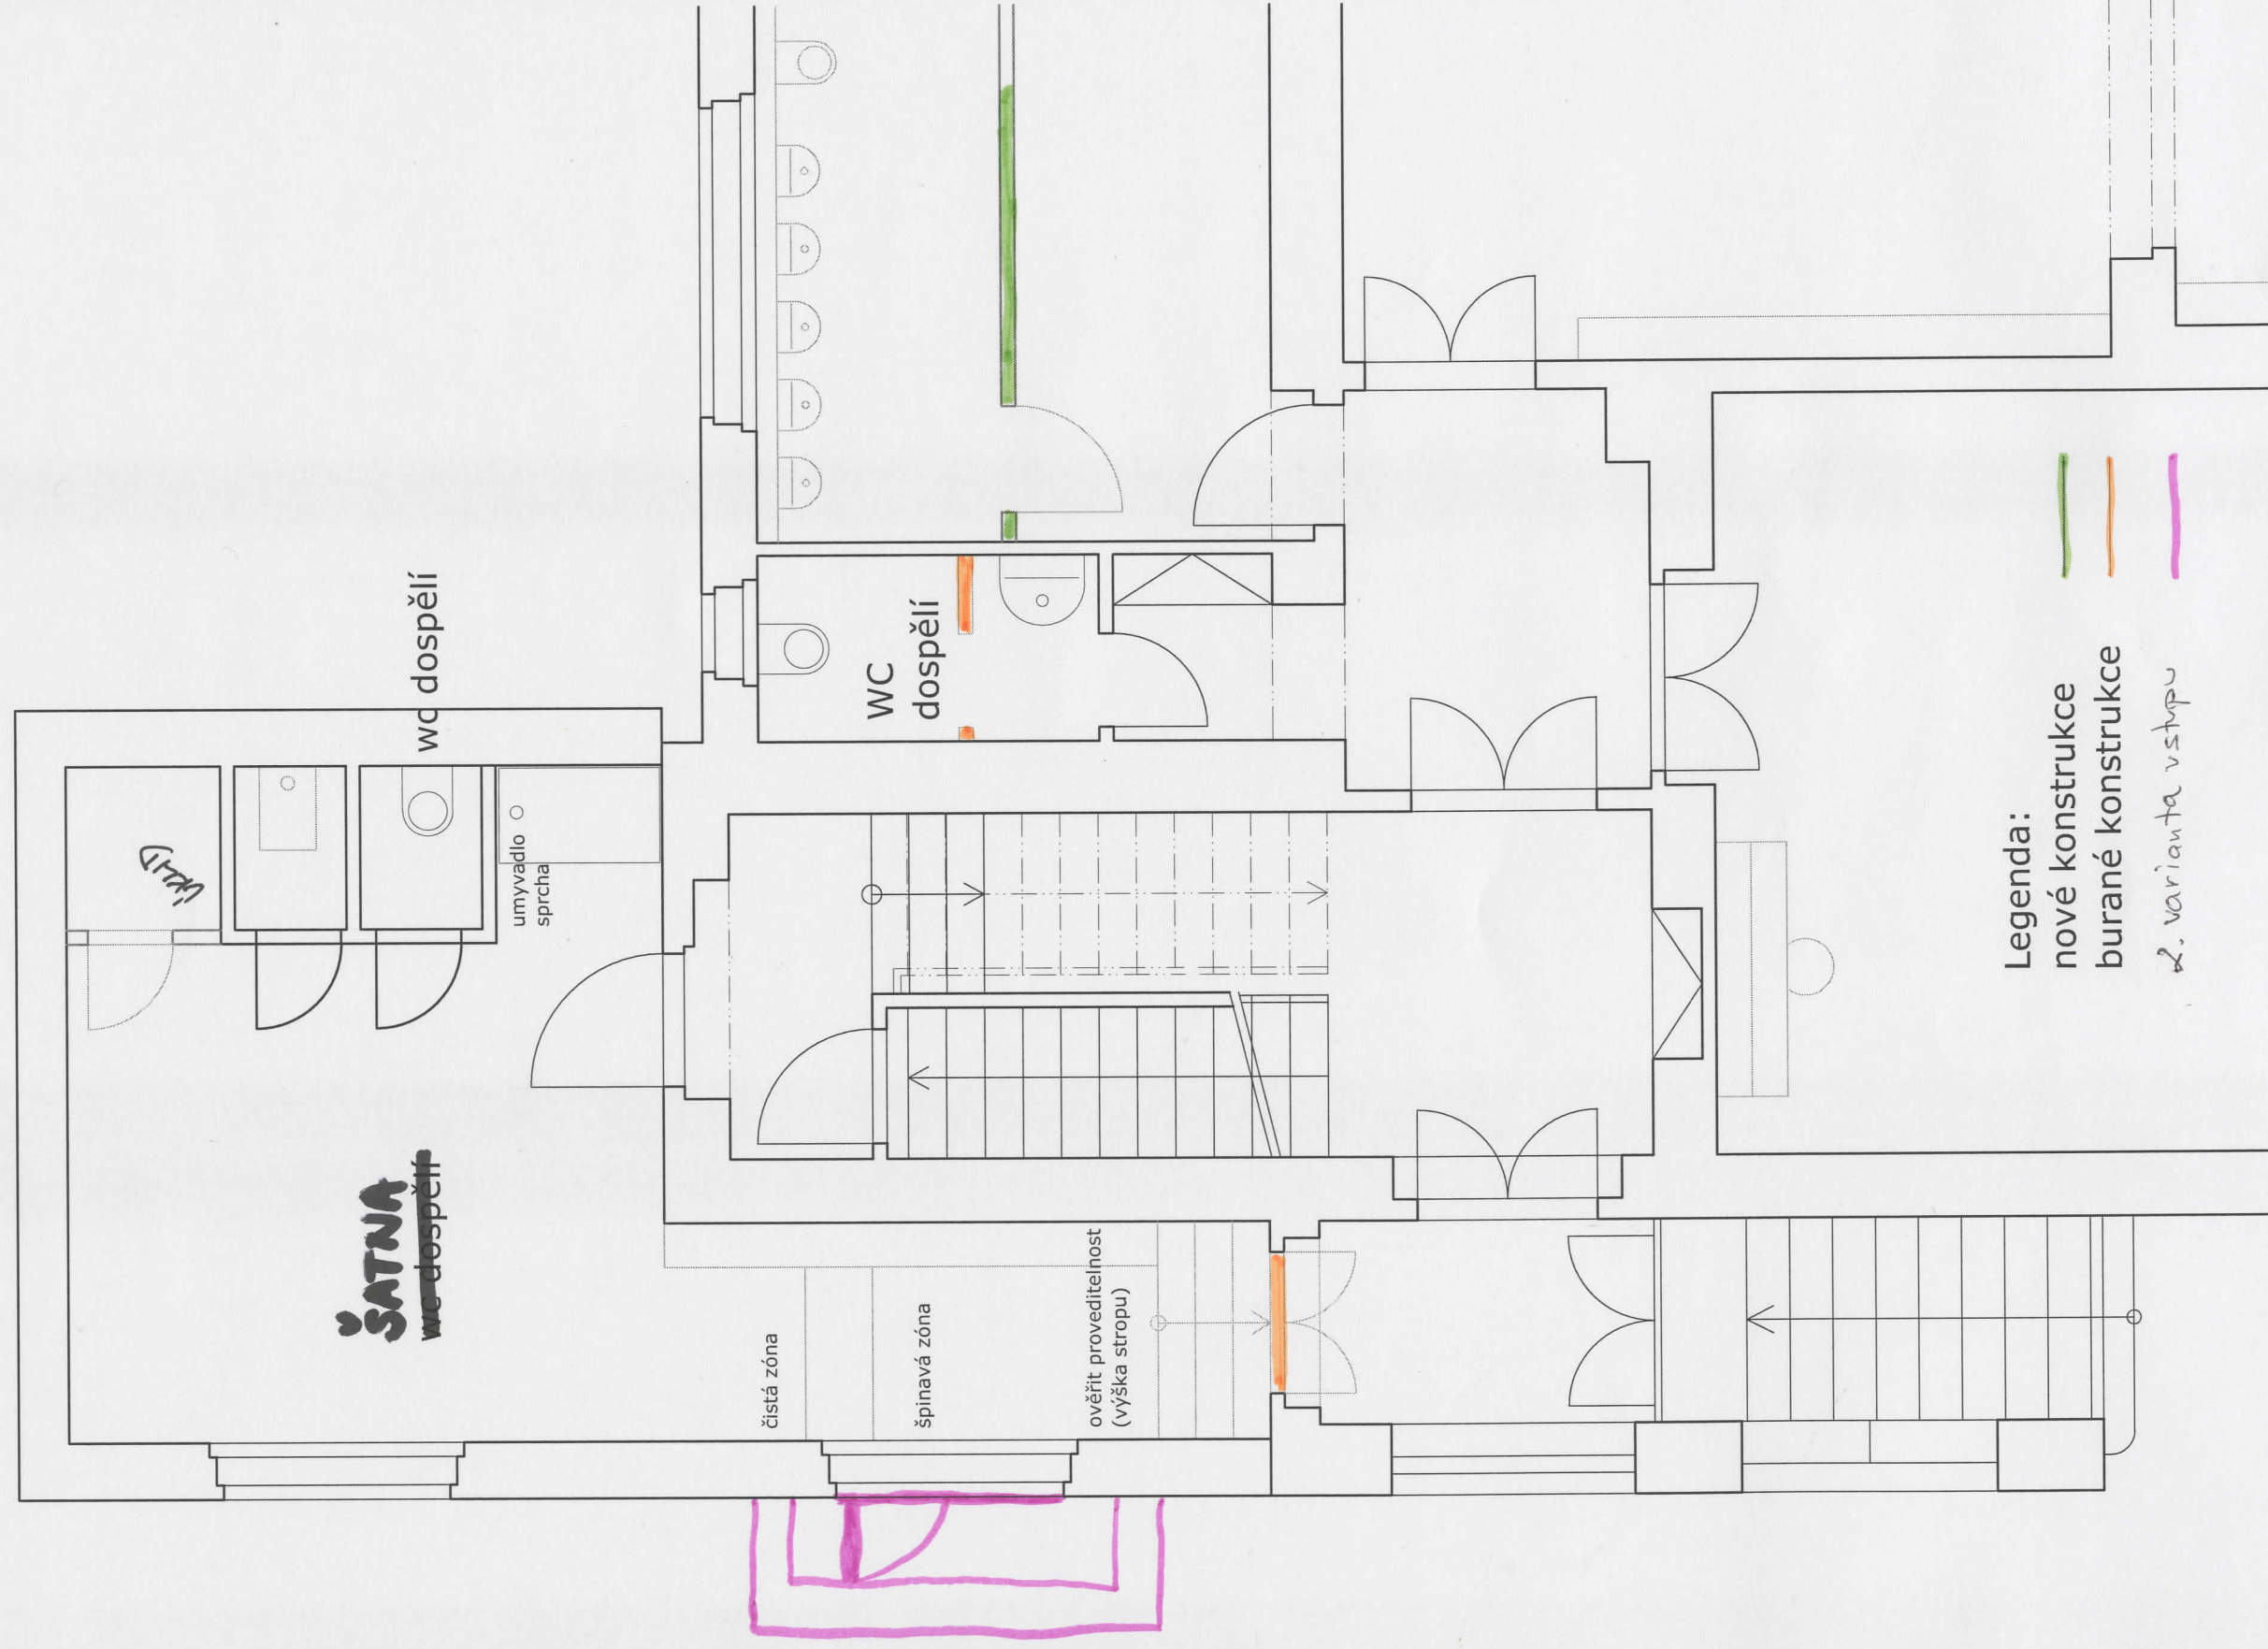 wc dospělí
ÚKLID
umyvadlo
sprcha
WC
dospělí
ŠATNA
wc dospělí
čistá zóna
špinavá zóna
ověřit proveditelnost
(výška stropu)
Legenda:
nové konstrukce
burané konstrukce
2. varianta vstupu